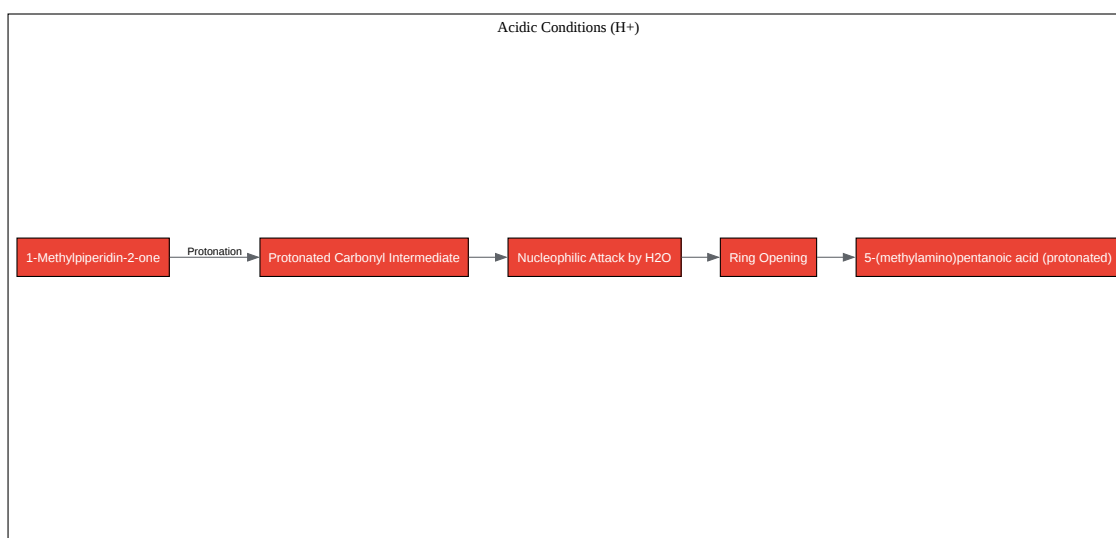 Acidic Conditions (H+)
1-Methylpiperidin-2-one
Protonation
Protonated Carbonyl Intermediate
Nucleophilic Attack by H2O
Ring Opening
5-(methylamino)pentanoic acid (protonated)